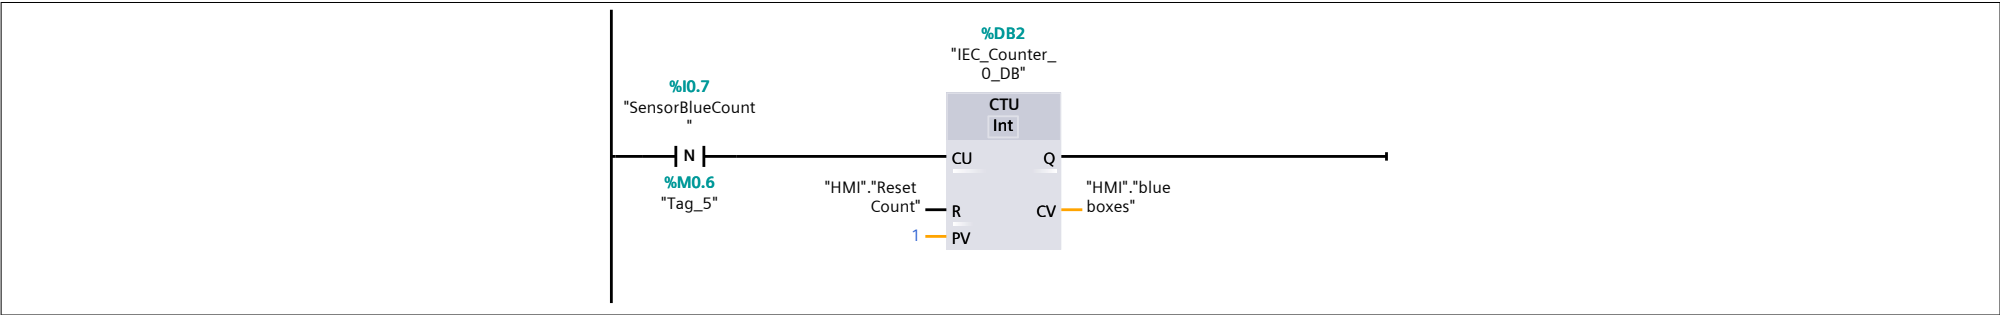 %DB2
"IEC_Counter_
0_DB"
%I0.7
"SensorBlueCount
"
CTU
Int
N
CU
Q
%M0.6
"Tag_5"
"HMI"."Reset
Count"
R
CV
"HMI"."blue
boxes"
1
PV